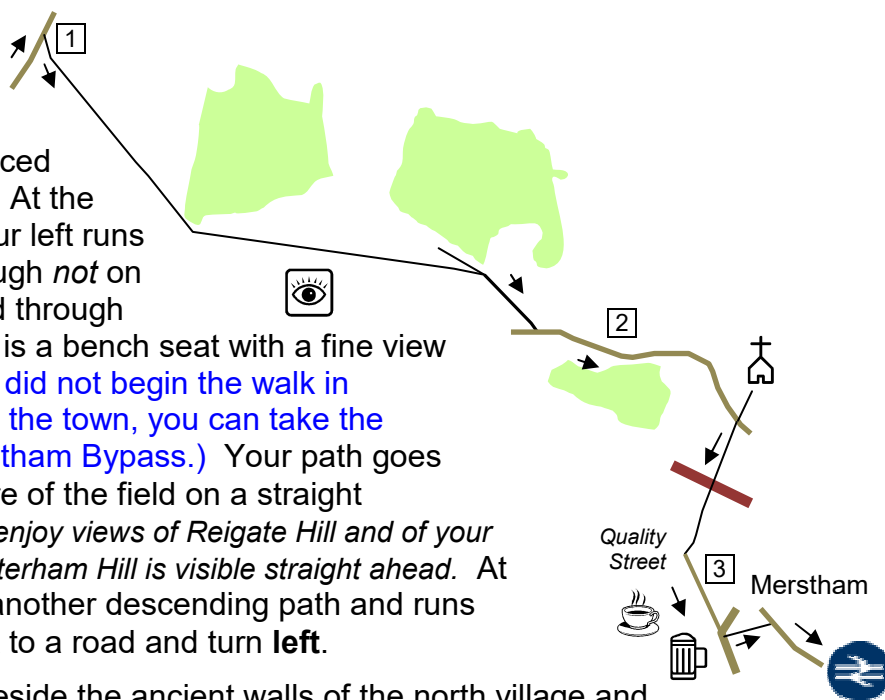 1
At the
ur left runs
not on
through
2
is a bench seat with a fine view
did not begin the walk in
the town, you can take the
tham Bypass.) Your path goes
of the field on a straight
enjoy views of Reigate Hill and of your
Quality
Street
terham Hill is visible straight ahead. At
3
another descending path and runs
Merstham
to a road and turn left.
eside the ancient walls of the north village and